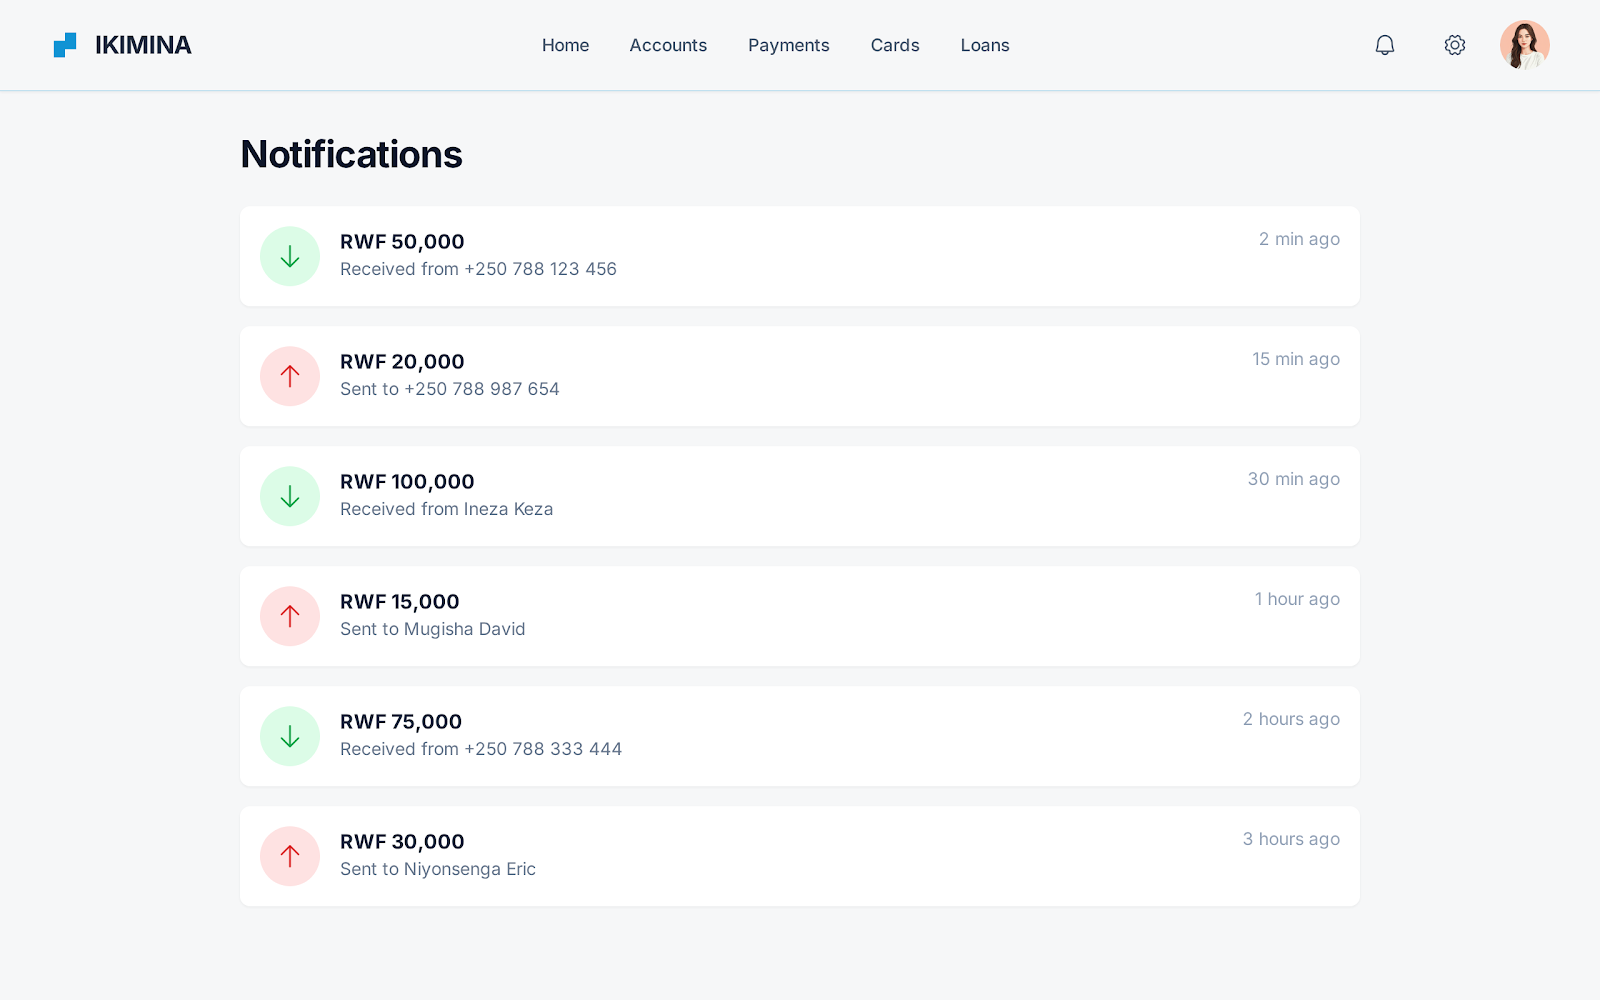 IKIMINA
Home
Accounts
Payments
Cards
Loans
Notifications
RWF 50,000
2 min ago
Received from +250 788 123 456
RWF 20,000
15 min ago
Sent to +250 788 987 654
RWF 100,000
30 min ago
Received from Ineza Keza
RWF 15,000
1 hour ago
Sent to Mugisha David
RWF 75,000
2 hours ago
Received from +250 788 333 444
RWF 30,000
3 hours ago
Sent to Niyonsenga Eric